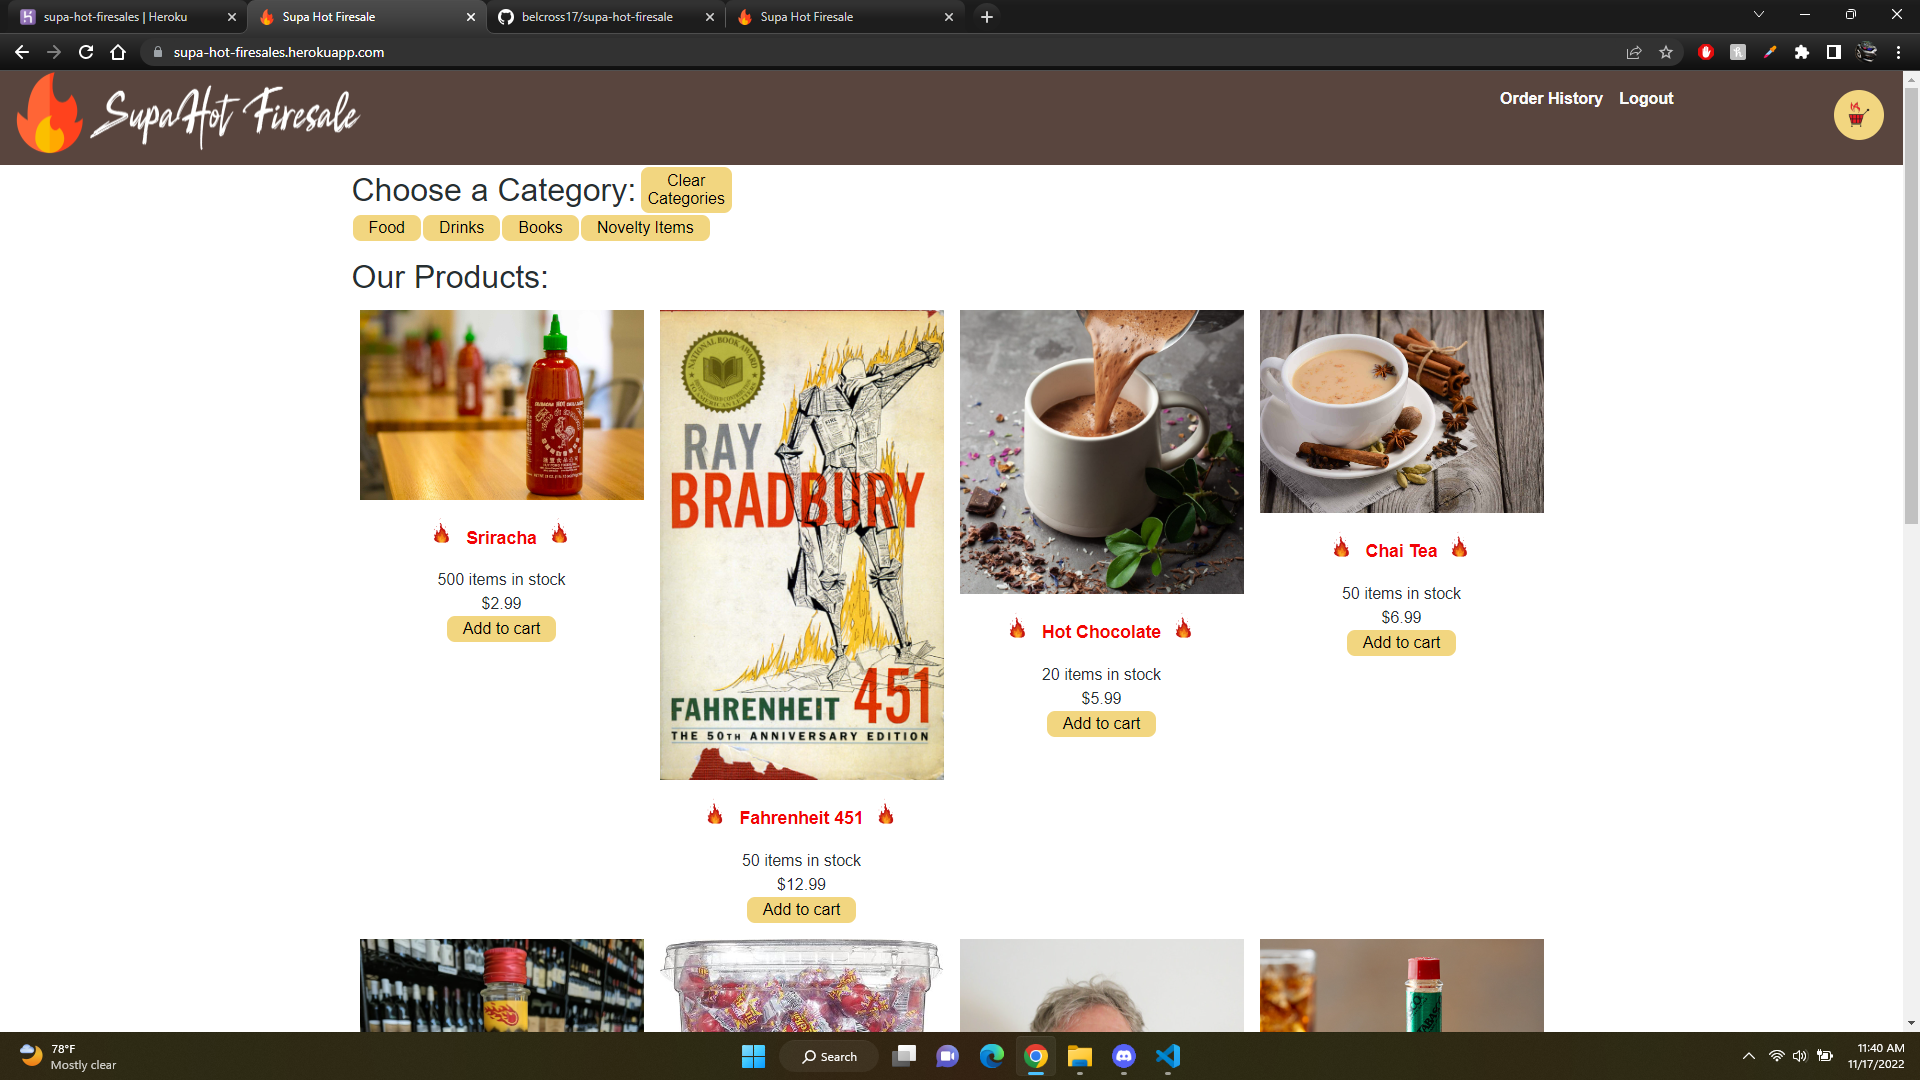 supa-hot-firesales | Heroku
Supa Hot Firesale
belcross17/supa-hot-firesale
Supa Hot Firesale
supa-hot-firesales.herokuapp.com
SupaHot Firesale
Order History
Logout
Choose a Category:
Clear
Categories
Food
Drinks
Books
Novelty Items
Our Products:
NATIONAL BOOK AWARD
RAY
BRADBURY
FAHRENHEIT 451
THE 50TH ANNIVERSARY EDITION
Sriracha
500 items in stock
$2.99
Add to cart
Fahrenheit 451
50 items in stock
$12.99
Add to cart
Hot Chocolate
20 items in stock
$5.99
Add to cart
Chai Tea
50 items in stock
$6.99
Add to cart
78°F
Mostly clear
Search
11:40 AM
11/17/2022